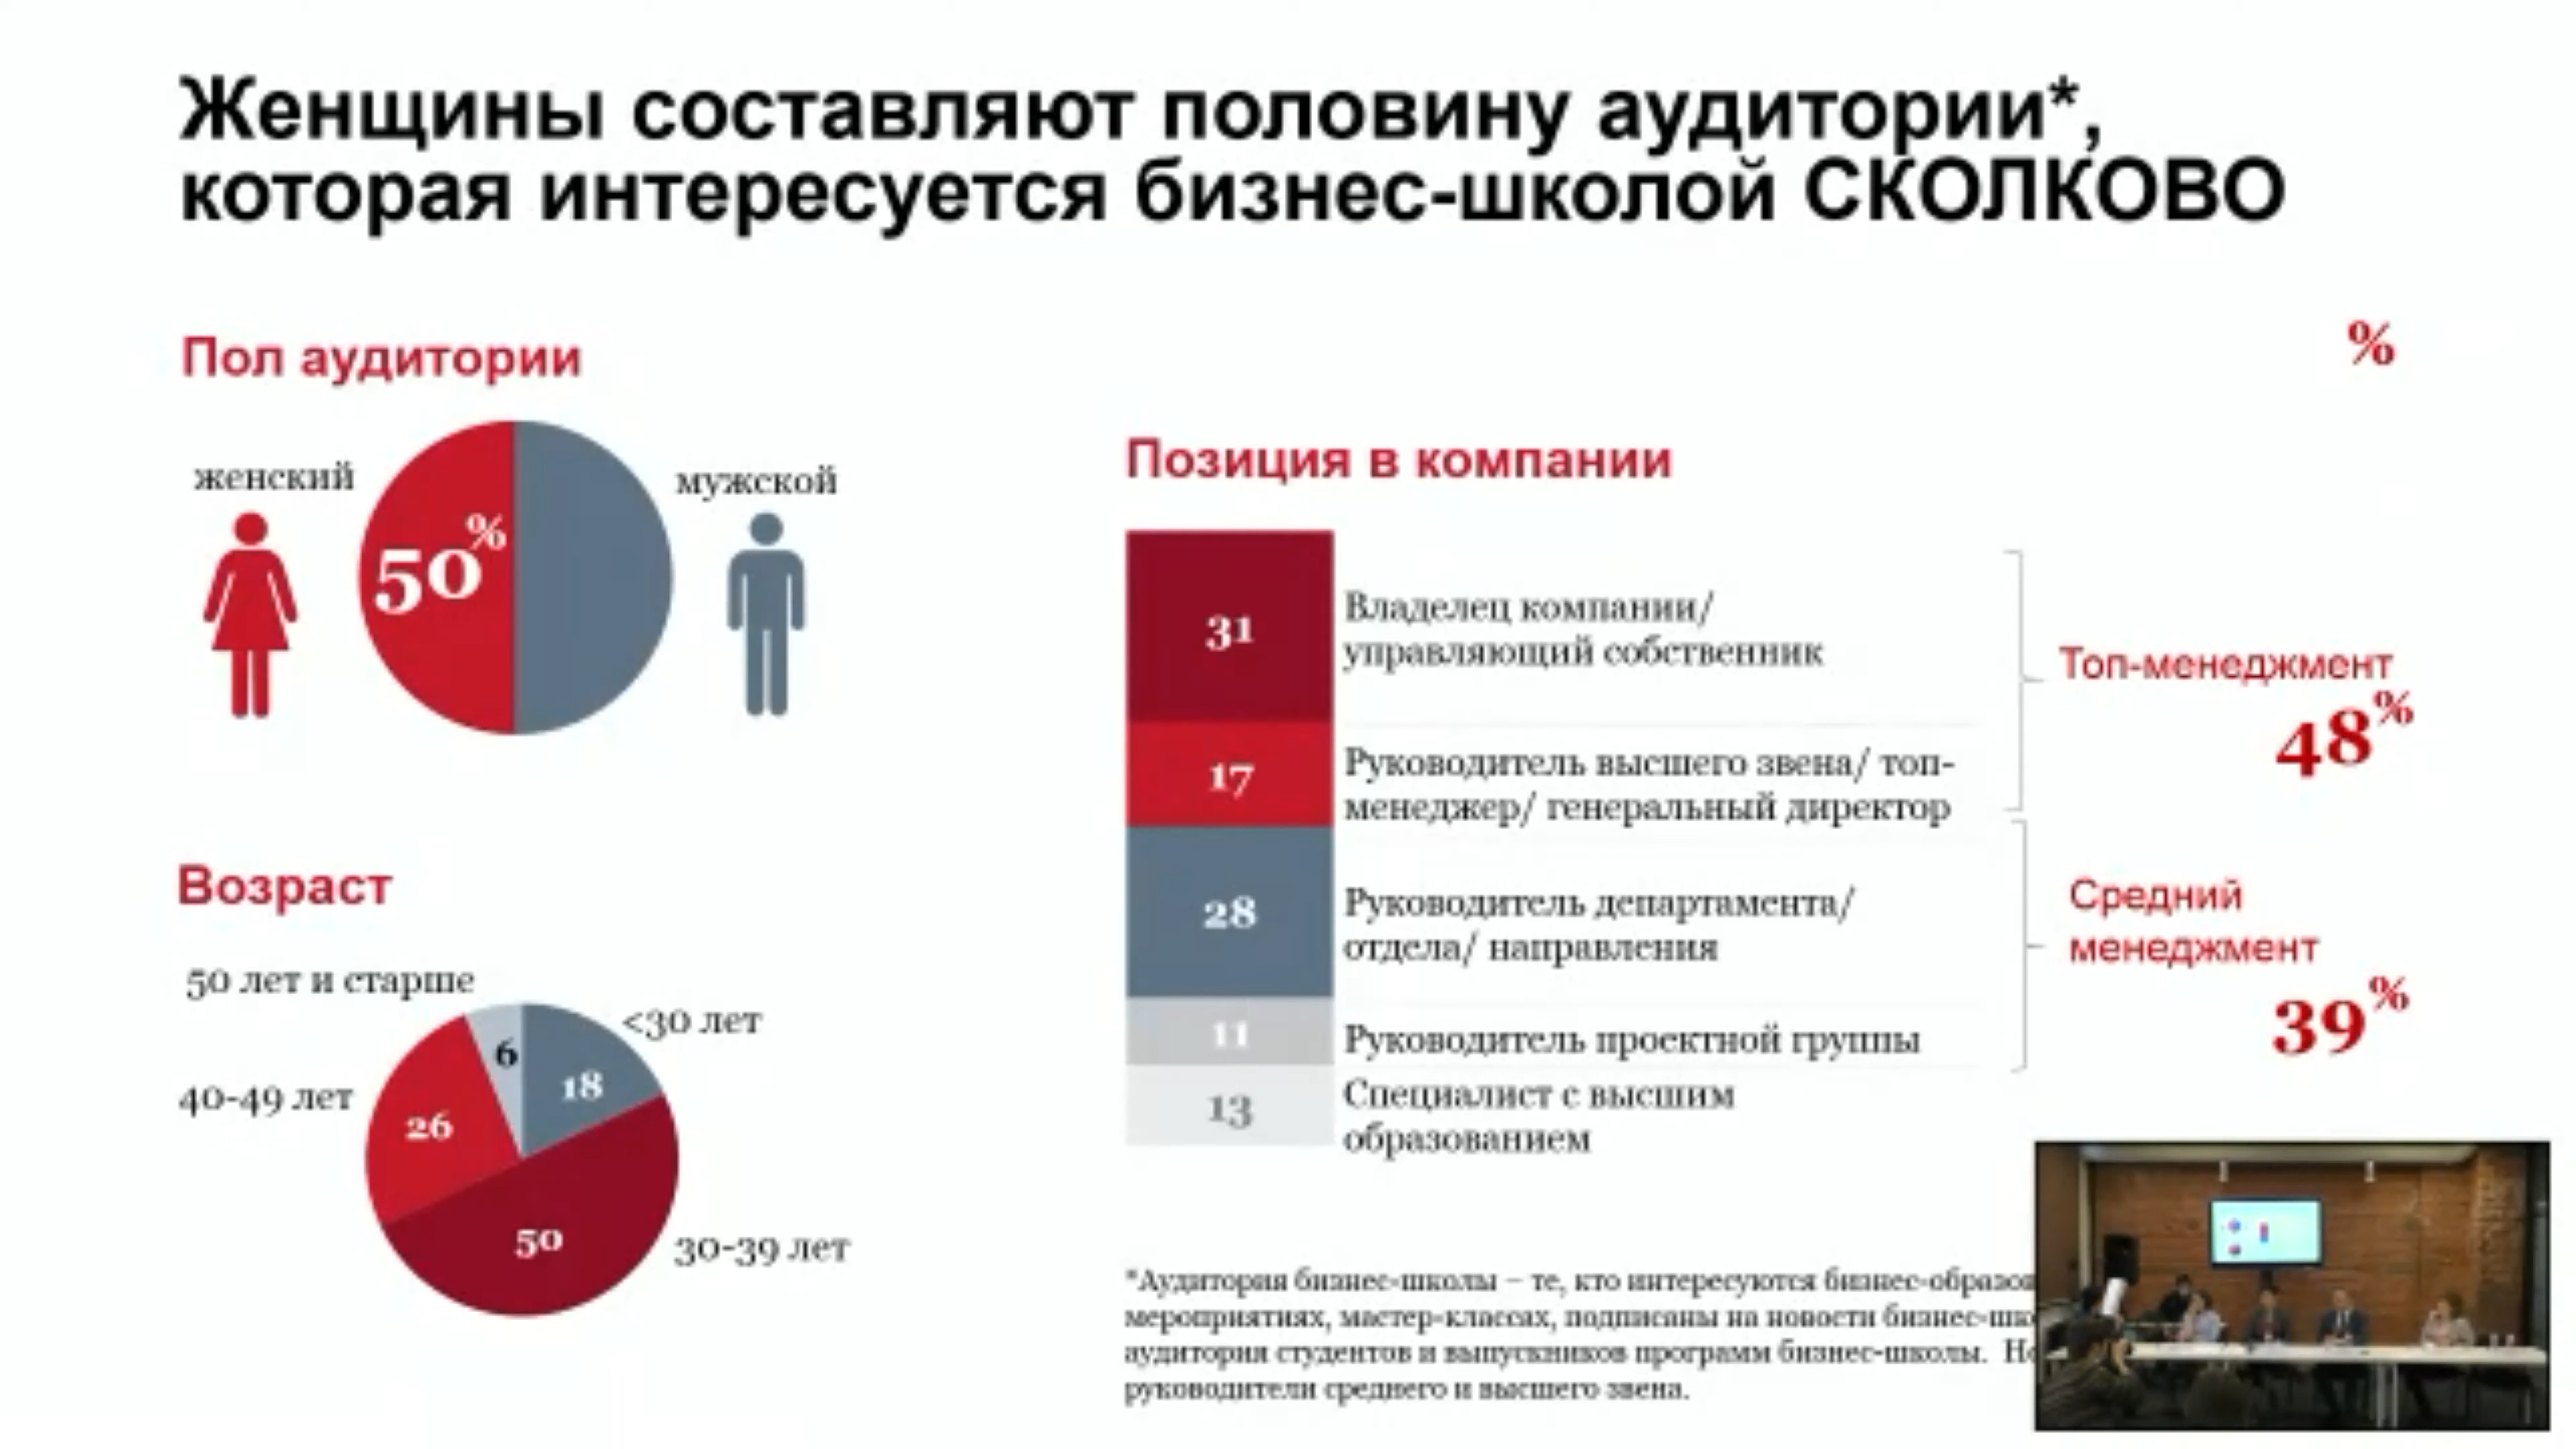 Женщины составляют половину аудитории*,
которая интересуется бизнес-школой СКОЛКОВО
Пол аудитории
%
женский
50%
мужской
Возраст
50 лет и старше
6
<30 лет
18
40-49 лет
26
50
30-39 лет
Позиция в компании
31
Владелец компании/
управляющий собственник
17
Руководитель высшего звена/ топ-
менеджер/ генеральный директор
Топ-менеджмент
48%
28
Руководитель департамента/
отдела/ направления
11
Руководитель проектной группы
Средний
менеджмент
39%
13
Специалист с высшим
образованием
*Аудитория бизнес-школы – те, кто интересуются
мероприятиях, мастер-классах, подписаны на новости
аудитория студентов и выпускников программ бизнес-школы.
руководители среднего и высшего звена.